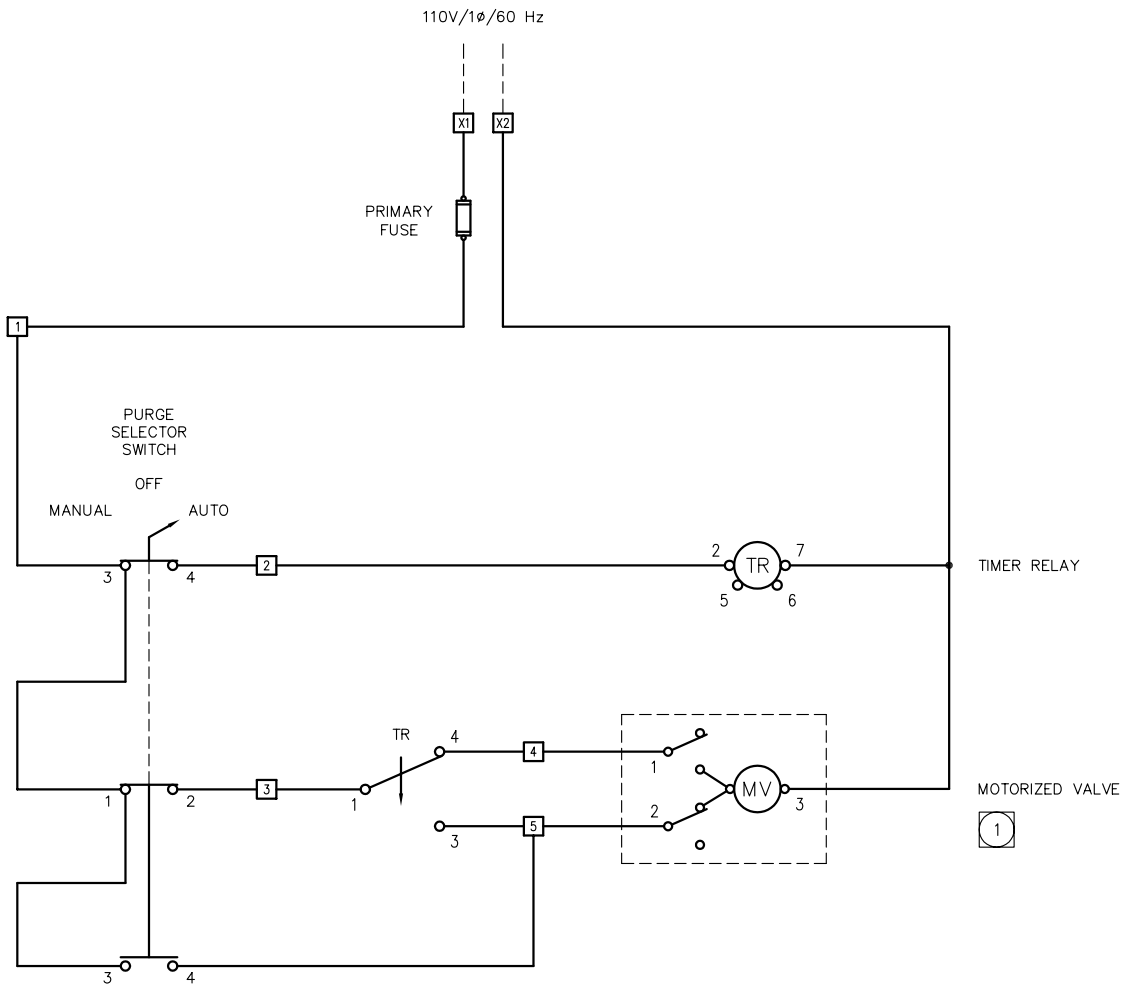 110V/1ø/60 Hz
X1 X2
PRIMARY
FUSE
1
PURGE
SELECTOR
SWITCH
OFF
MANUAL AUTO
3 4 2 2 TR 7 TIMER RELAY
5 6
TR 4 4 1
1 2 3 1 MV 3 MOTORIZED VALVE
3 5 2 1
3 4